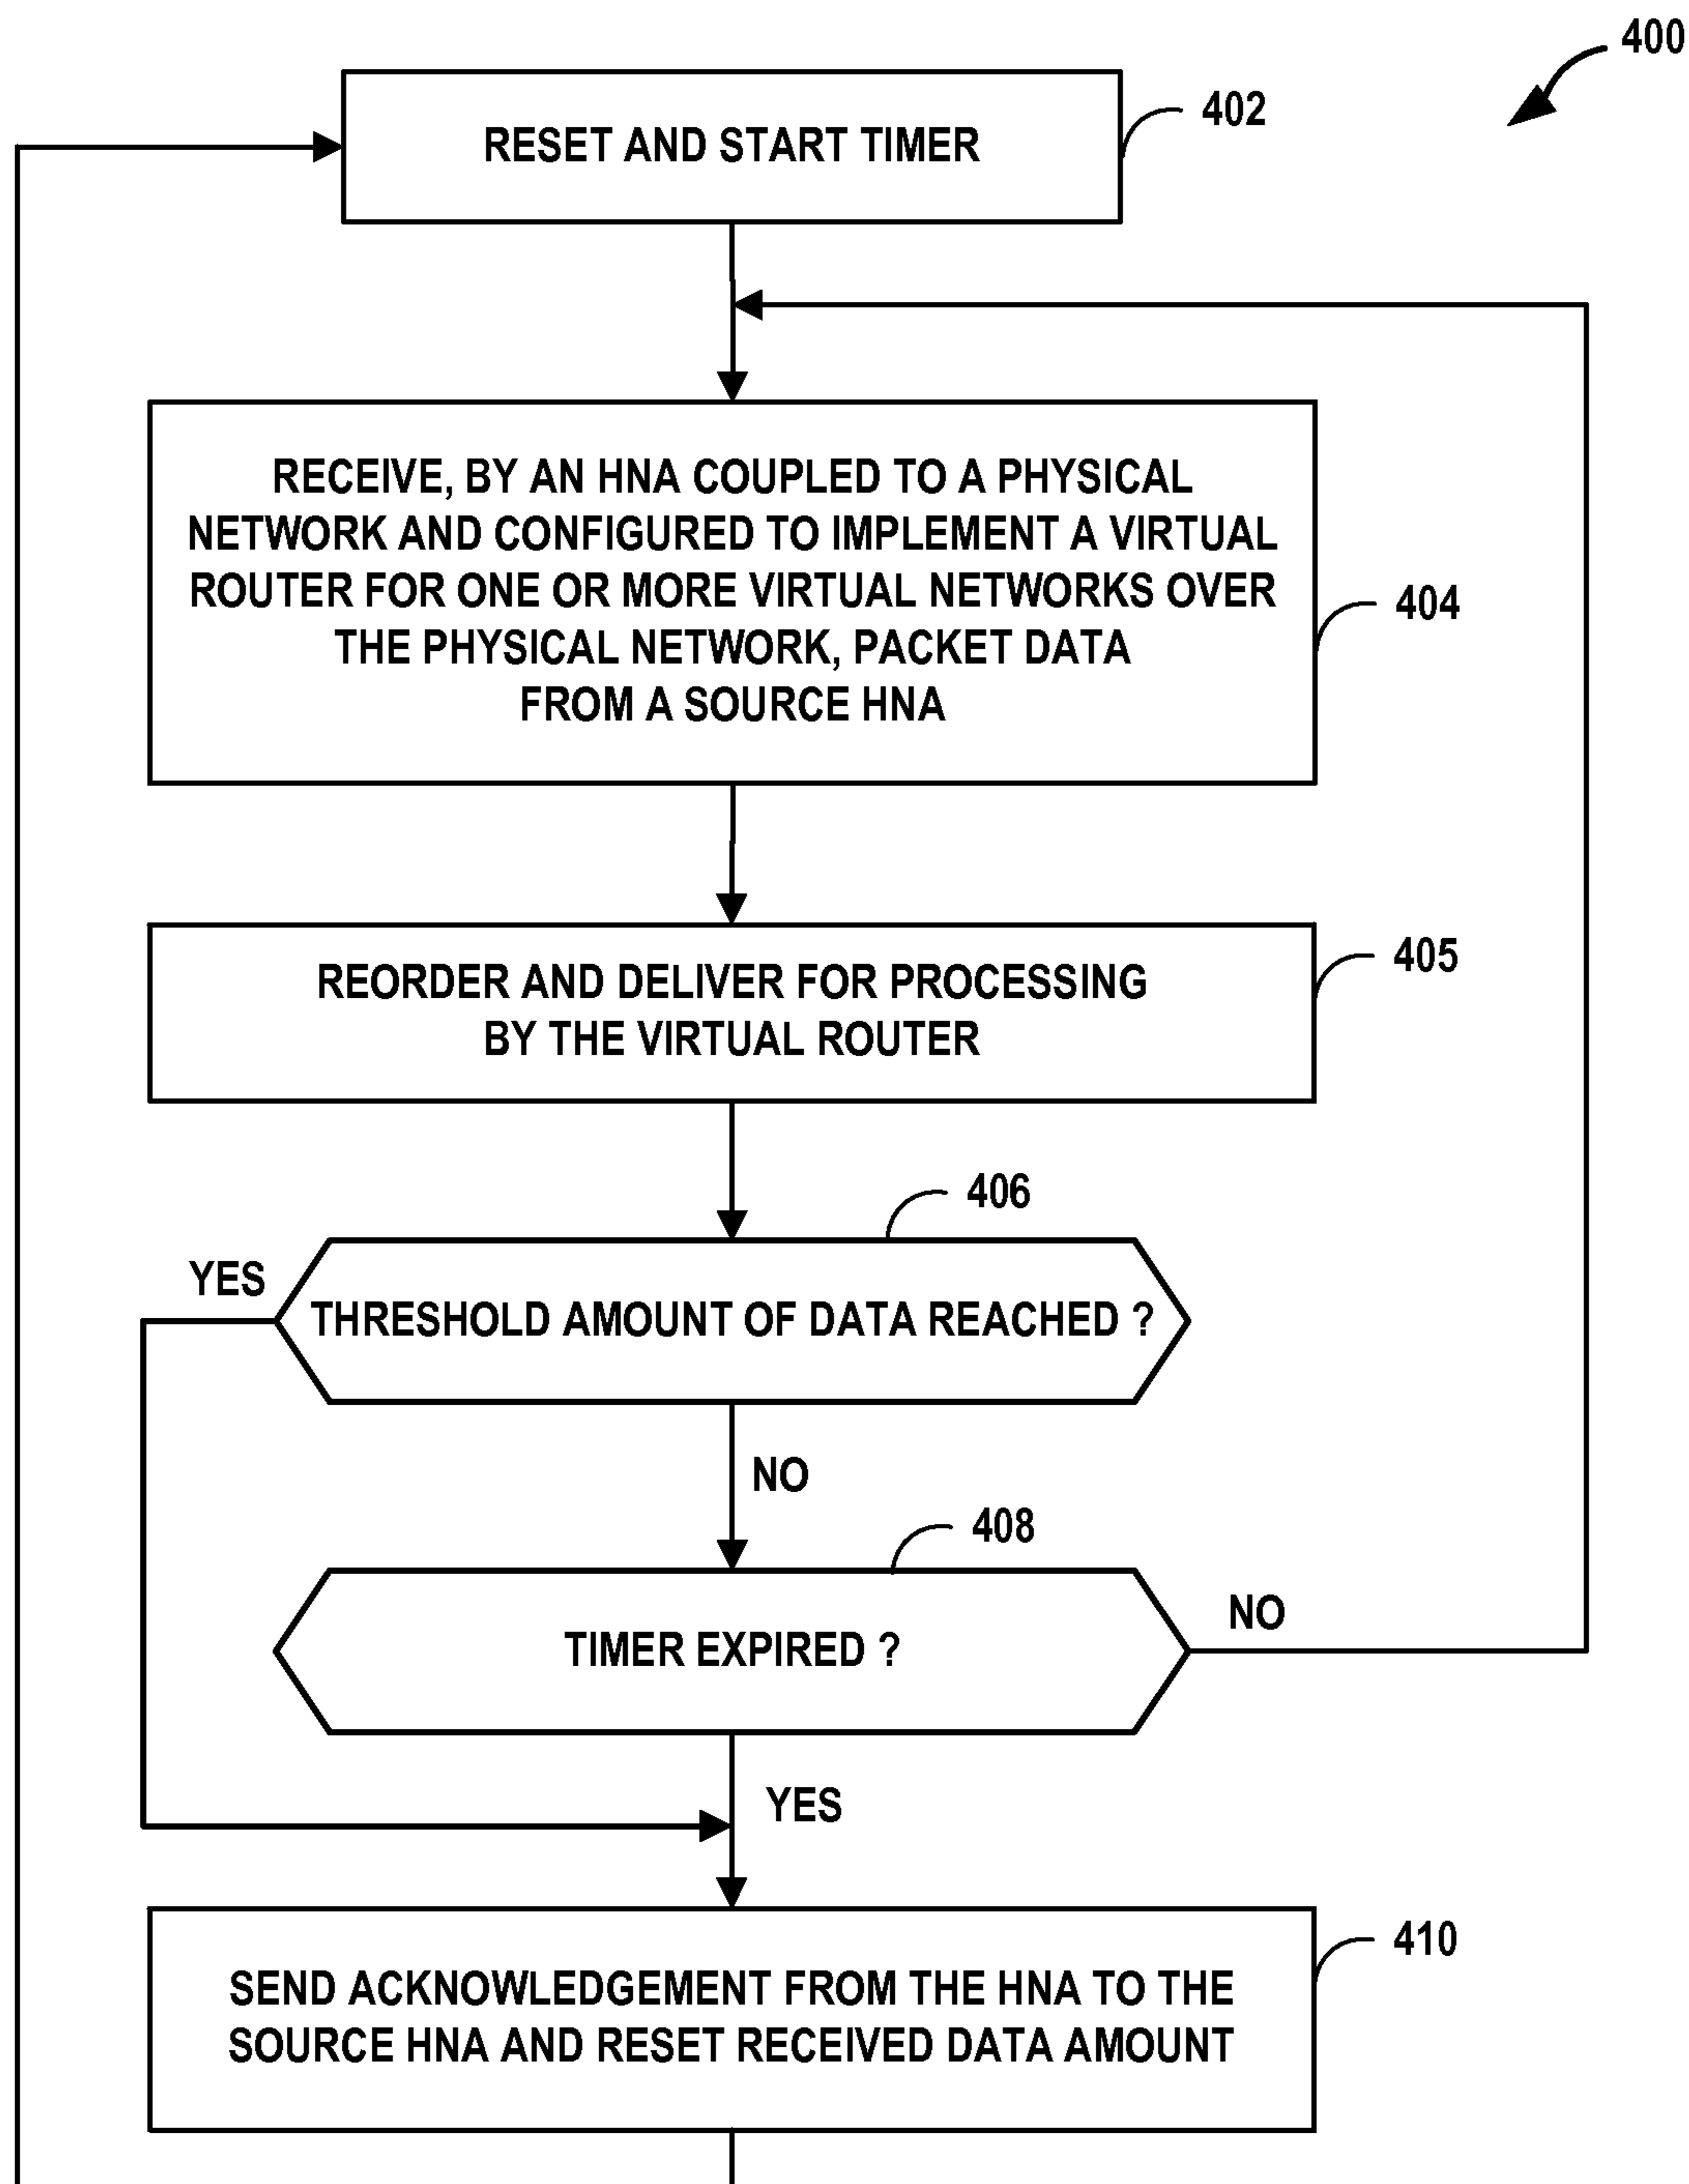 400
402
RESET AND START TIMER
RECEIVE, BY AN HNA COUPLED TO A PHYSICAL
NETWORK AND CONFIGURED TO IMPLEMENT A VIRTUAL
ROUTER FOR ONE OR MORE VIRTUAL NETWORKS OVER
THE PHYSICAL NETWORK, PACKET DATA
FROM A SOURCE HNA
404
REORDER AND DELIVER FOR PROCESSING
BY THE VIRTUAL ROUTER
405
406
YES
THRESHOLD AMOUNT OF DATA REACHED ?
NO
408
NO
TIMER EXPIRED ?
YES
410
SEND ACKNOWLEDGEMENT FROM THE HNA TO THE
SOURCE HNA AND RESET RECEIVED DATA AMOUNT